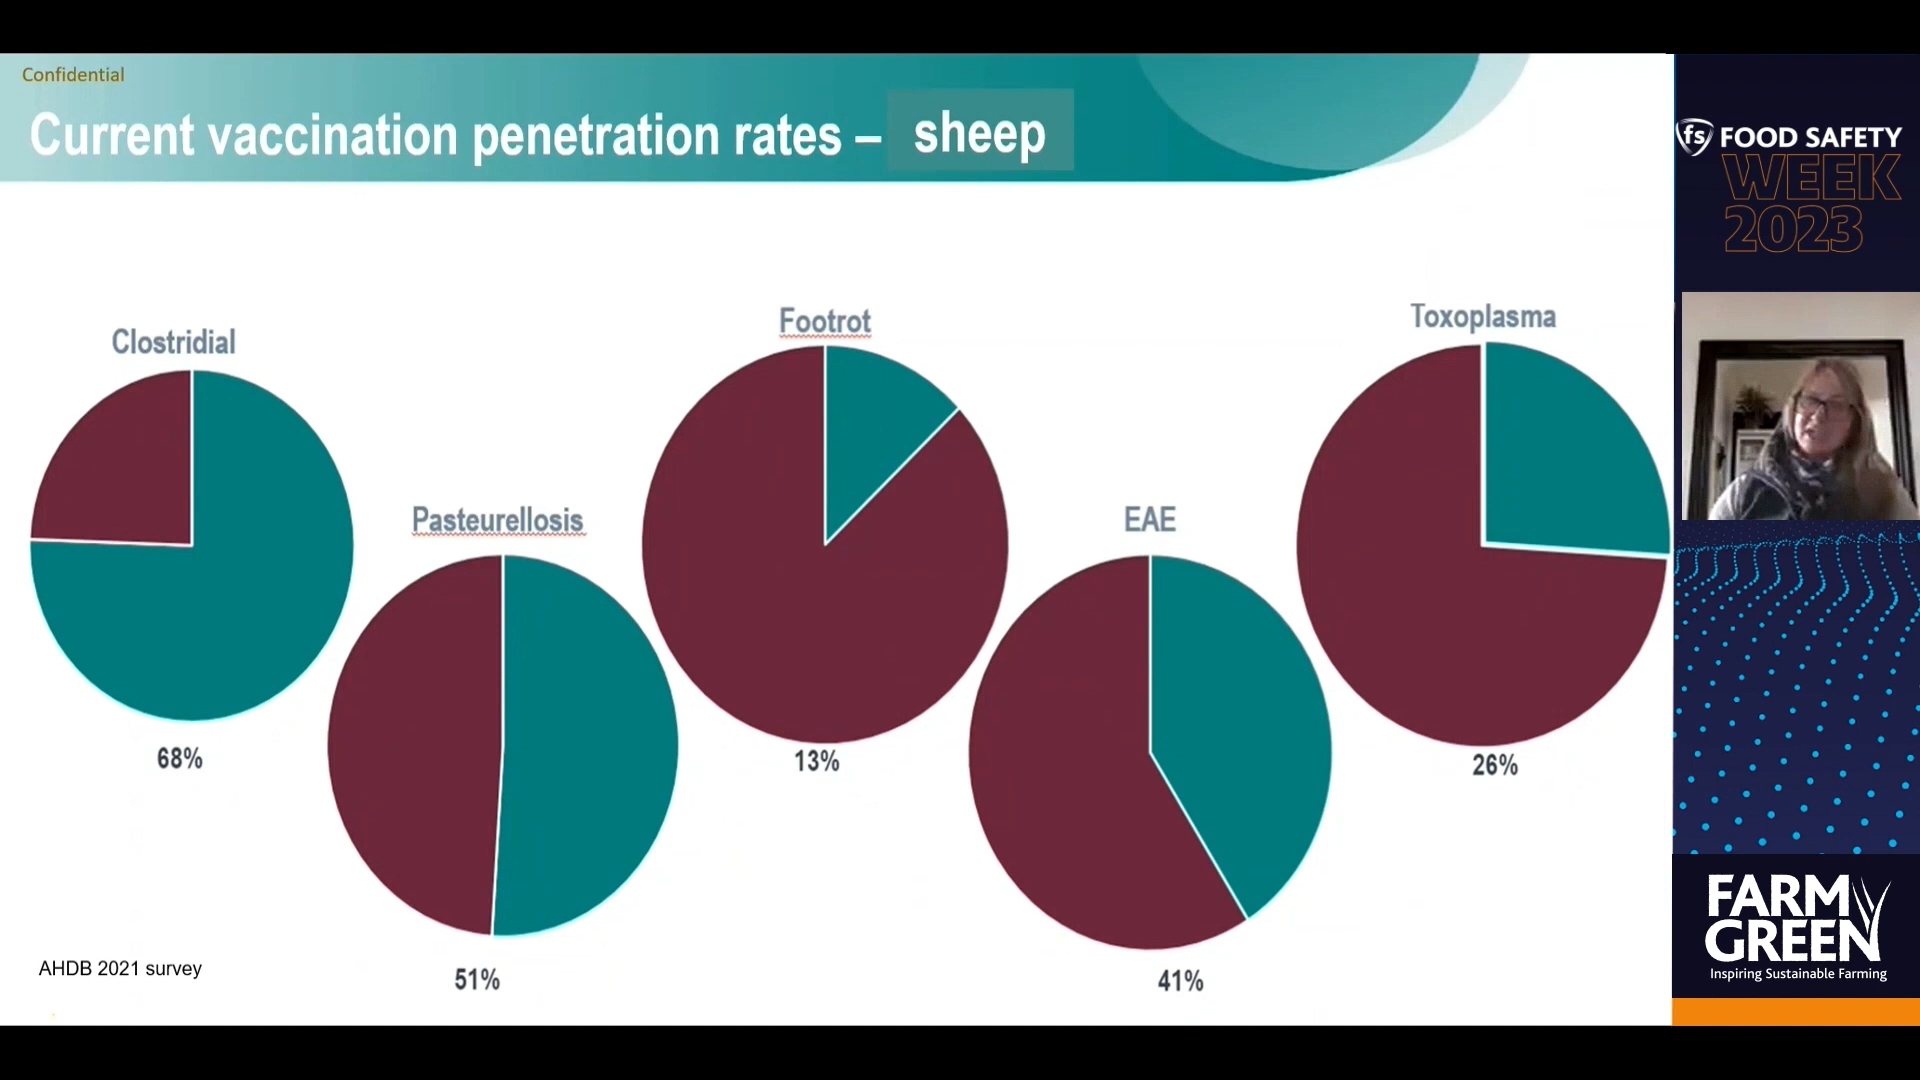 Confidential
Current vaccination penetration rates – sheep
Clostridial
Pasteurellosis
Footrot
EAE
Toxoplasma
68%
51%
13%
41%
26%
AHDB 2021 survey
fs FOOD SAFETY
WEEK
2023
FARM
GREEN
Inspiring Sustainable Farming